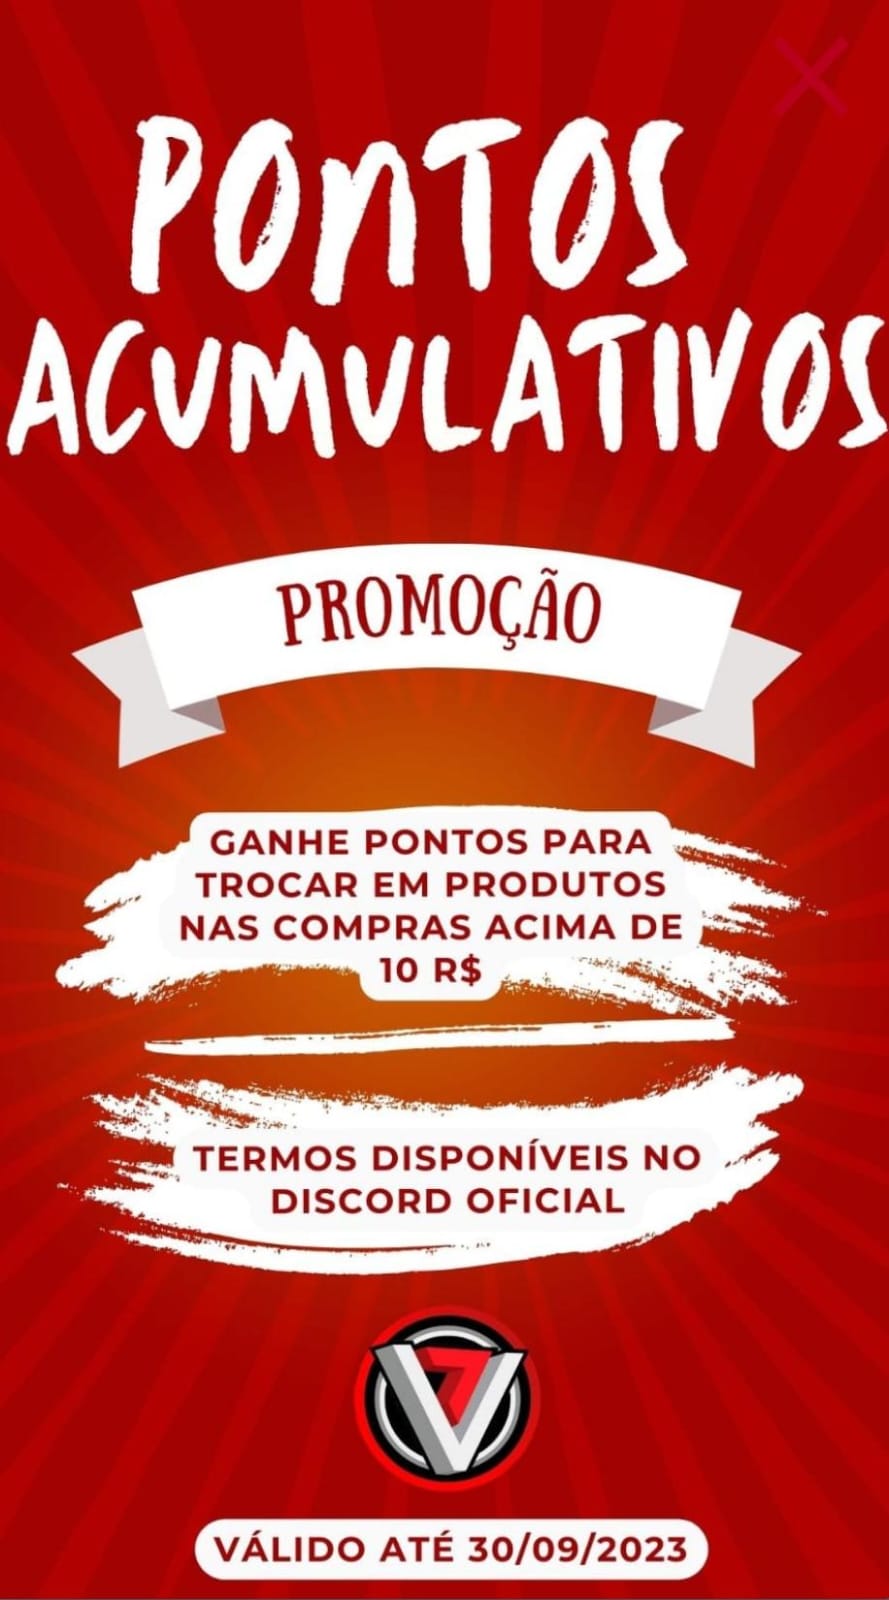 PONTOS
ACUMULATIVOS
PROMOÇÃO
GANHE PONTOS PARA
TROCAR EM PRODUTOS
NAS COMPRAS ACIMA DE
10 R$
TERMOS DISPONÍVEIS NO
DISCORD OFICIAL
V7
VÁLIDO ATÉ 30/09/2023